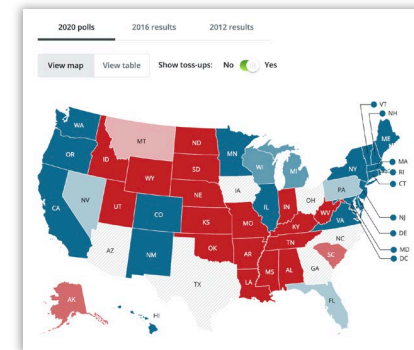 2020 polls 2016 results 2012 results
View map View table Show toss-ups: No Yes
VT
NH
WA
MT
ND
MN
ME
OR
ID
SD
WI
MI
NY
MA
RI
CT
WY
NE
IA
PA
NJ
NV
UT
CO
IL
IN
OH
WV
VA
DE
MD
DC
CA
KS
MO
KY
AZ
NM
OK
AR
TN
NC
SC
MS
AL
GA
TX
LA
FL
AK
HI